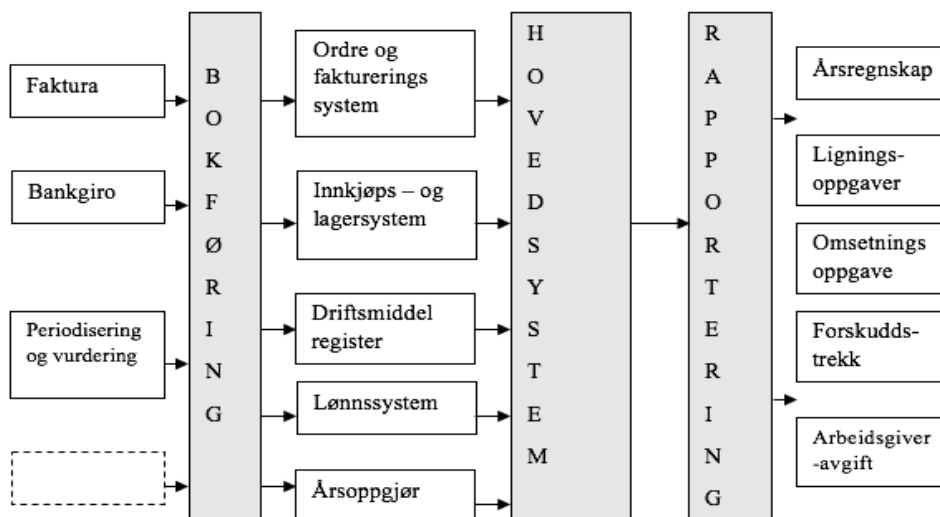 Faktura
Bankgiro
Periodisering
og vurdering
B
O
K
F
Ø
R
I
N
G
Ordre og
fakturerings
system
Innkjøps – og
lagersystem
Driftsmiddel
register
Lønnssystem
Årsoppgjør
H
O
V
E
D
S
Y
S
T
E
M
R
A
P
P
O
R
T
E
R
I
N
G
Årsregnskap
Lignings-
oppgaver
Omsetnings
oppgave
Forskudds-
trekk
Arbeidsgiver
-avgift